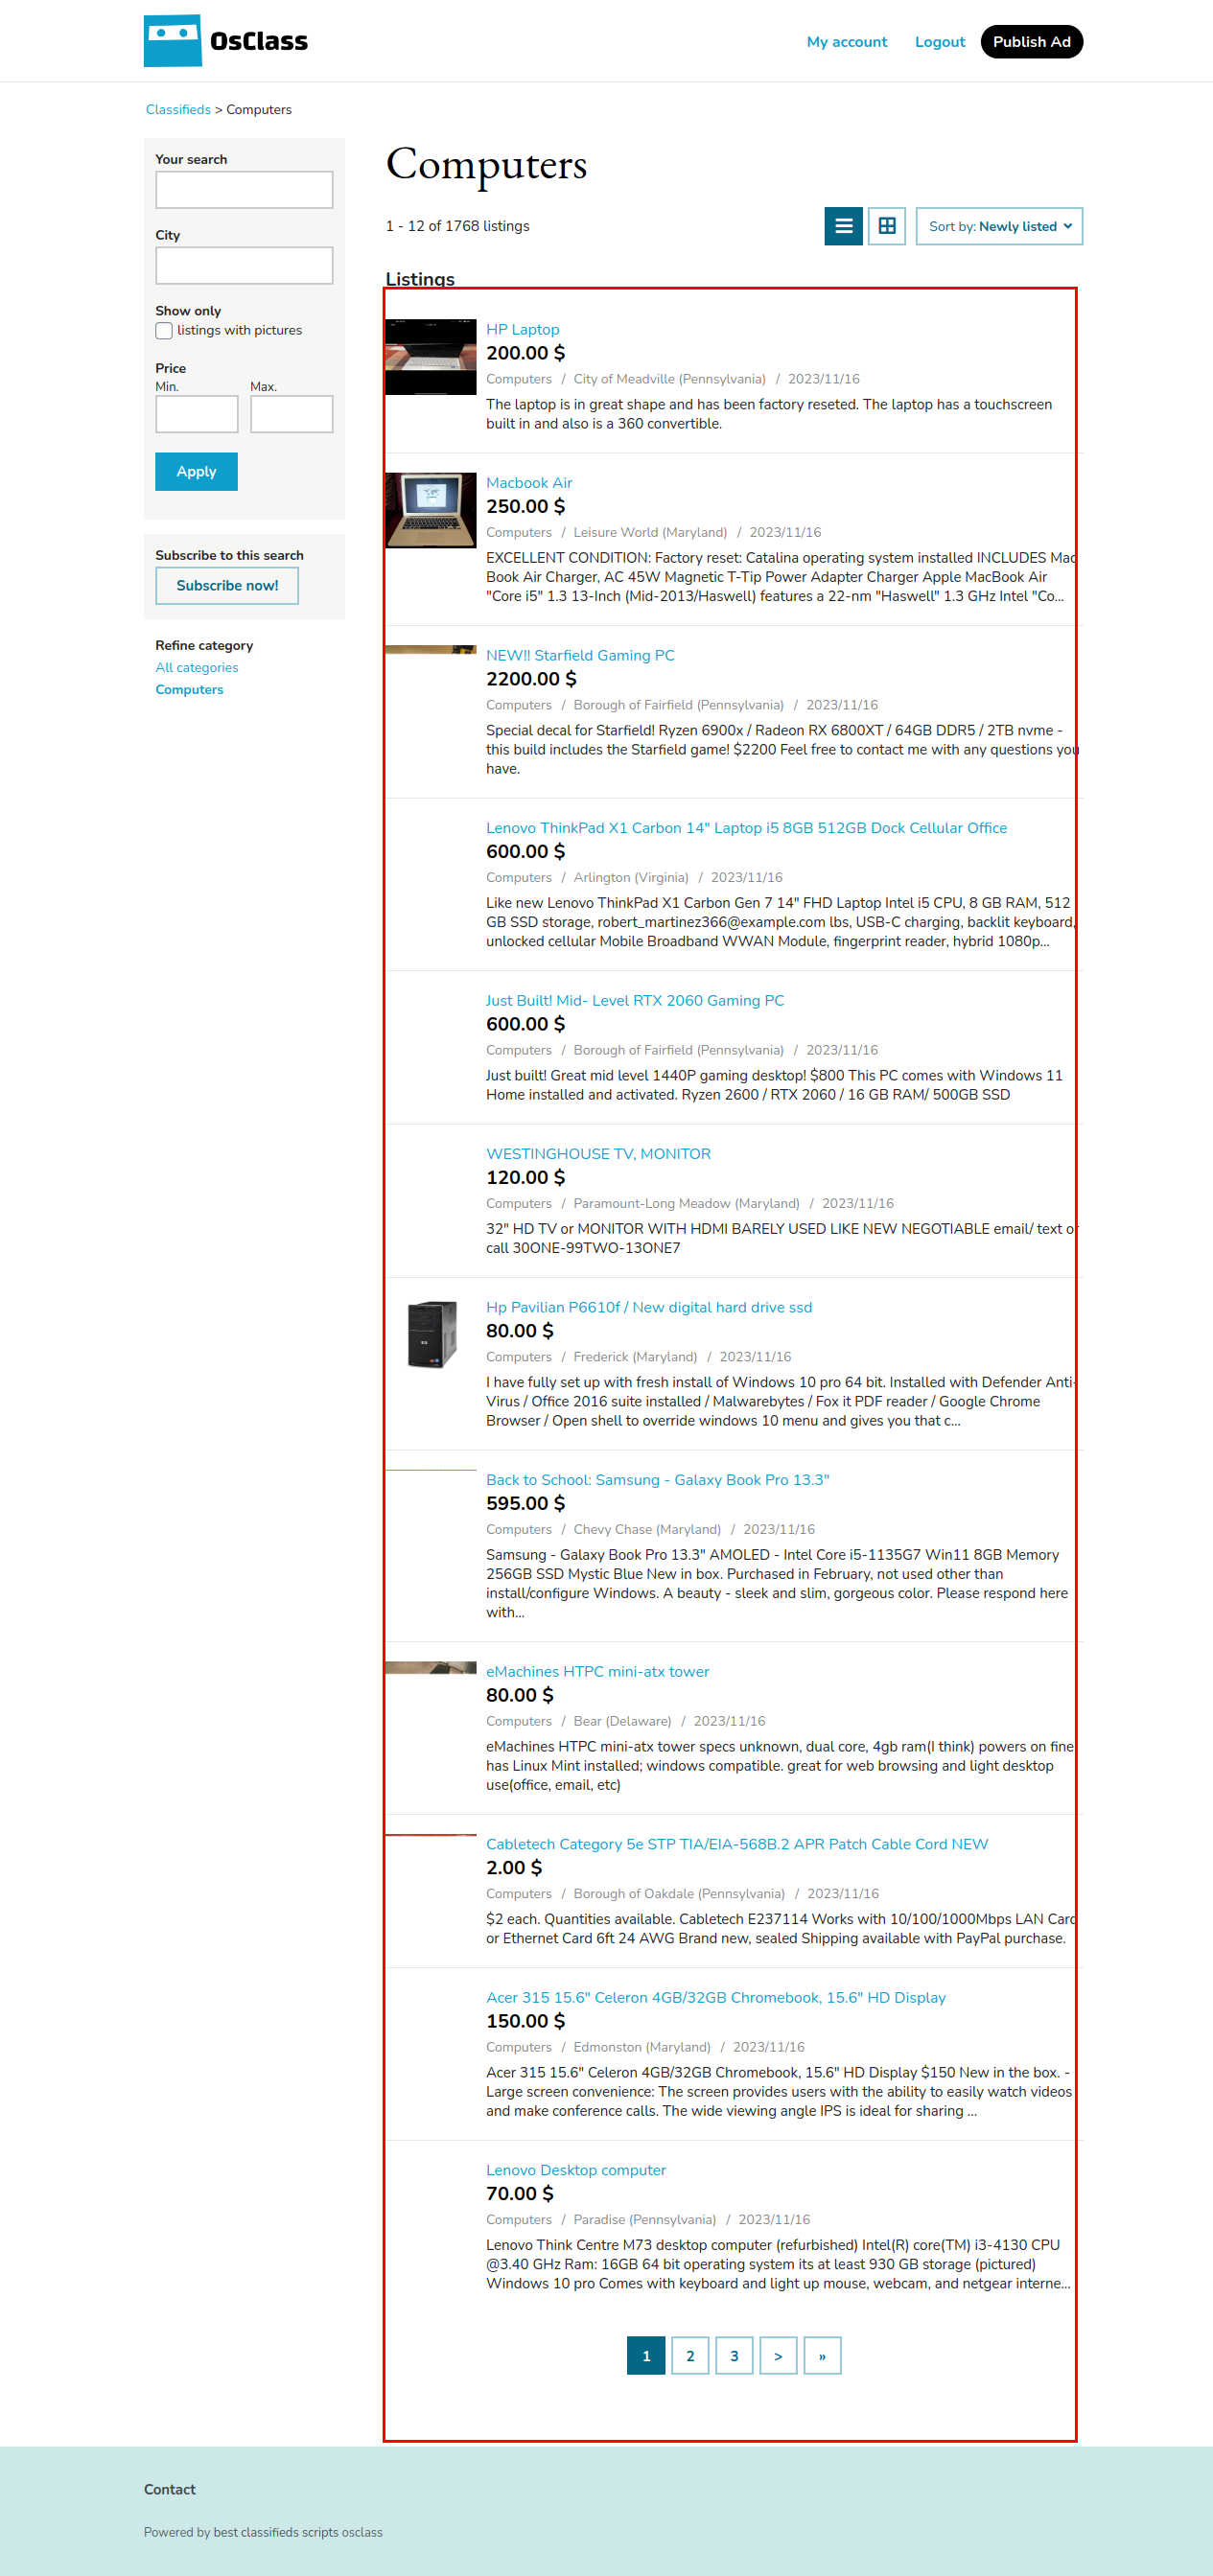 OsClass
My account
Logout
Publish Ad
Classifieds > Computers
Your search
City
Show only
listings with pictures
Price
Min.
Max.
Apply
Subscribe to this search
Subscribe now!
Refine category
All categories
Computers
Computers
1 - 12 of 1768 listings
Sort by: Newly listed
Listings
HP Laptop
200.00 $
Computers / City of Meadville (Pennsylvania) / 2023/11/16
The laptop is in great shape and has been factory reseted. The laptop has a touchscreen
built in and also is a 360 convertible.
Macbook Air
250.00 $
Computers / Leisure World (Maryland) / 2023/11/16
EXCELLENT CONDITION: Factory reset: Catalina operating system installed INCLUDES Mac
Book Air Charger, AC 45W Magnetic T-Tip Power Adapter Charger Apple MacBook Air
"Core i5" 1.3 13-Inch (Mid-2013/Haswell) features a 22-nm "Haswell" 1.3 GHz Intel "Co...
NEW!! Starfield Gaming PC
2200.00 $
Computers / Borough of Fairfield (Pennsylvania) / 2023/11/16
Special decal for Starfield! Ryzen 6900x / Radeon RX 6800XT / 64GB DDR5 / 2TB nvme -
this build includes the Starfield game! $2200 Feel free to contact me with any questions you
have.
Lenovo ThinkPad X1 Carbon 14" Laptop i5 8GB 512GB Dock Cellular Office
600.00 $
Computers / Arlington (Virginia) / 2023/11/16
Like new Lenovo ThinkPad X1 Carbon Gen 7 14" FHD Laptop Intel i5 CPU, 8 GB RAM, 512
GB SSD storage, robert_martinez366@example.com lbs, USB-C charging, backlit keyboard,
unlocked cellular Mobile Broadband WWAN Module, fingerprint reader, hybrid 1080p...
Just Built! Mid- Level RTX 2060 Gaming PC
600.00 $
Computers / Borough of Fairfield (Pennsylvania) / 2023/11/16
Just built! Great mid level 1440P gaming desktop! $800 This PC comes with Windows 11
Home installed and activated. Ryzen 2600 / RTX 2060 / 16 GB RAM/ 500GB SSD
WESTINGHOUSE TV, MONITOR
120.00 $
Computers / Paramount-Long Meadow (Maryland) / 2023/11/16
32" HD TV or MONITOR WITH HDMI BARELY USED LIKE NEW NEGOTIABLE email/ text or
call 30ONE-99TWO-13ONE7
Hp Pavilian P6610f / New digital hard drive ssd
80.00 $
Computers / Frederick (Maryland) / 2023/11/16
I have fully set up with fresh install of Windows 10 pro 64 bit. Installed with Defender Anti-
Virus / Office 2016 suite installed / Malwarebytes / Fox it PDF reader / Google Chrome
Browser / Open shell to override windows 10 menu and gives you that c...
Back to School: Samsung - Galaxy Book Pro 13.3"
595.00 $
Computers / Chevy Chase (Maryland) / 2023/11/16
Samsung - Galaxy Book Pro 13.3" AMOLED - Intel Core i5-1135G7 Win11 8GB Memory
256GB SSD Mystic Blue New in box. Purchased in February, not used other than
install/configure Windows. A beauty - sleek and slim, gorgeous color. Please respond here
with...
eMachines HTPC mini-atx tower
80.00 $
Computers / Bear (Delaware) / 2023/11/16
eMachines HTPC mini-atx tower specs unknown, dual core, 4gb ram(I think) powers on fine
has Linux Mint installed; windows compatible. great for web browsing and light desktop
use(office, email, etc)
Cabletech Category 5e STP TIA/EIA-568B.2 APR Patch Cable Cord NEW
2.00 $
Computers / Borough of Oakdale (Pennsylvania) / 2023/11/16
$2 each. Quantities available. Cabletech E237114 Works with 10/100/1000Mbps LAN Card
or Ethernet Card 6ft 24 AWG Brand new, sealed Shipping available with PayPal purchase.
Acer 315 15.6" Celeron 4GB/32GB Chromebook, 15.6" HD Display
150.00 $
Computers / Edmonston (Maryland) / 2023/11/16
Acer 315 15.6" Celeron 4GB/32GB Chromebook, 15.6" HD Display $150 New in the box. -
Large screen convenience: The screen provides users with the ability to easily watch videos
and make conference calls. The wide viewing angle IPS is ideal for sharing ...
Lenovo Desktop computer
70.00 $
Computers / Paradise (Pennsylvania) / 2023/11/16
Lenovo Think Centre M73 desktop computer (refurbished) Intel(R) core(TM) i3-4130 CPU
@3.40 GHz Ram: 16GB 64 bit operating system its at least 930 GB storage (pictured)
Windows 10 pro Comes with keyboard and light up mouse, webcam, and netgear interne...
1 2 3 > »
Contact
Powered by best classifieds scripts osclass